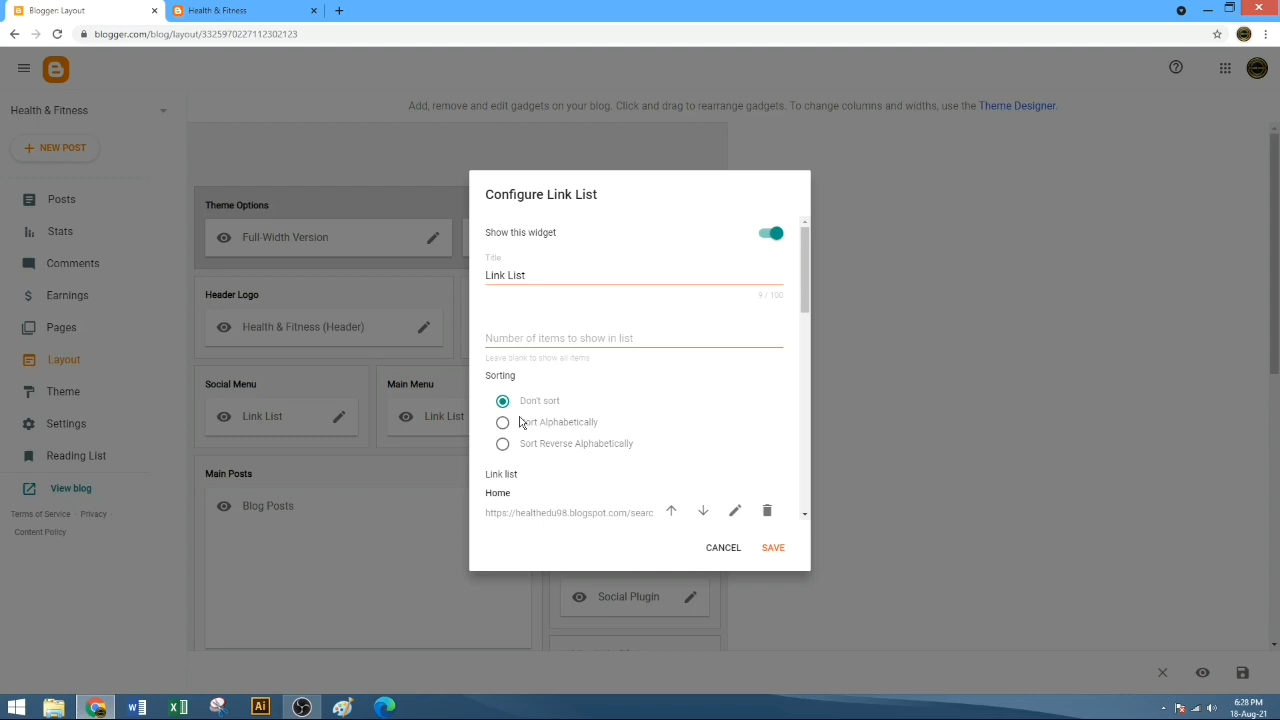 Blogger: Layout
Health & Fitness
blogger.com/blog/layout/3325970227112302123
Health & Fitness
NEW POST
Posts
Stats
Comments
Earnings
Pages
Layout
Theme
Settings
Reading List
View blog
Terms of Service · Privacy ·
Content Policy
Add, remove and edit gadgets on your blog. Click and drag to rearrange gadgets. To change columns and widths, use the Theme Designer.
Theme Options
Full-Width Version
Header Logo
Health & Fitness (Header)
Social Menu
Link List
Main Menu
Link List
Main Posts
Blog Posts
Social Plugin
Configure Link List
Show this widget
Title
Link List
9 / 100
Number of items to show in list
Leave blank to show all items
Sorting
Don't sort
Sort Alphabetically
Sort Reverse Alphabetically
Link list
Home
https://healthedu98.blogspot.com/searc
CANCEL
SAVE
Ai
6:28 PM
18-Aug-21